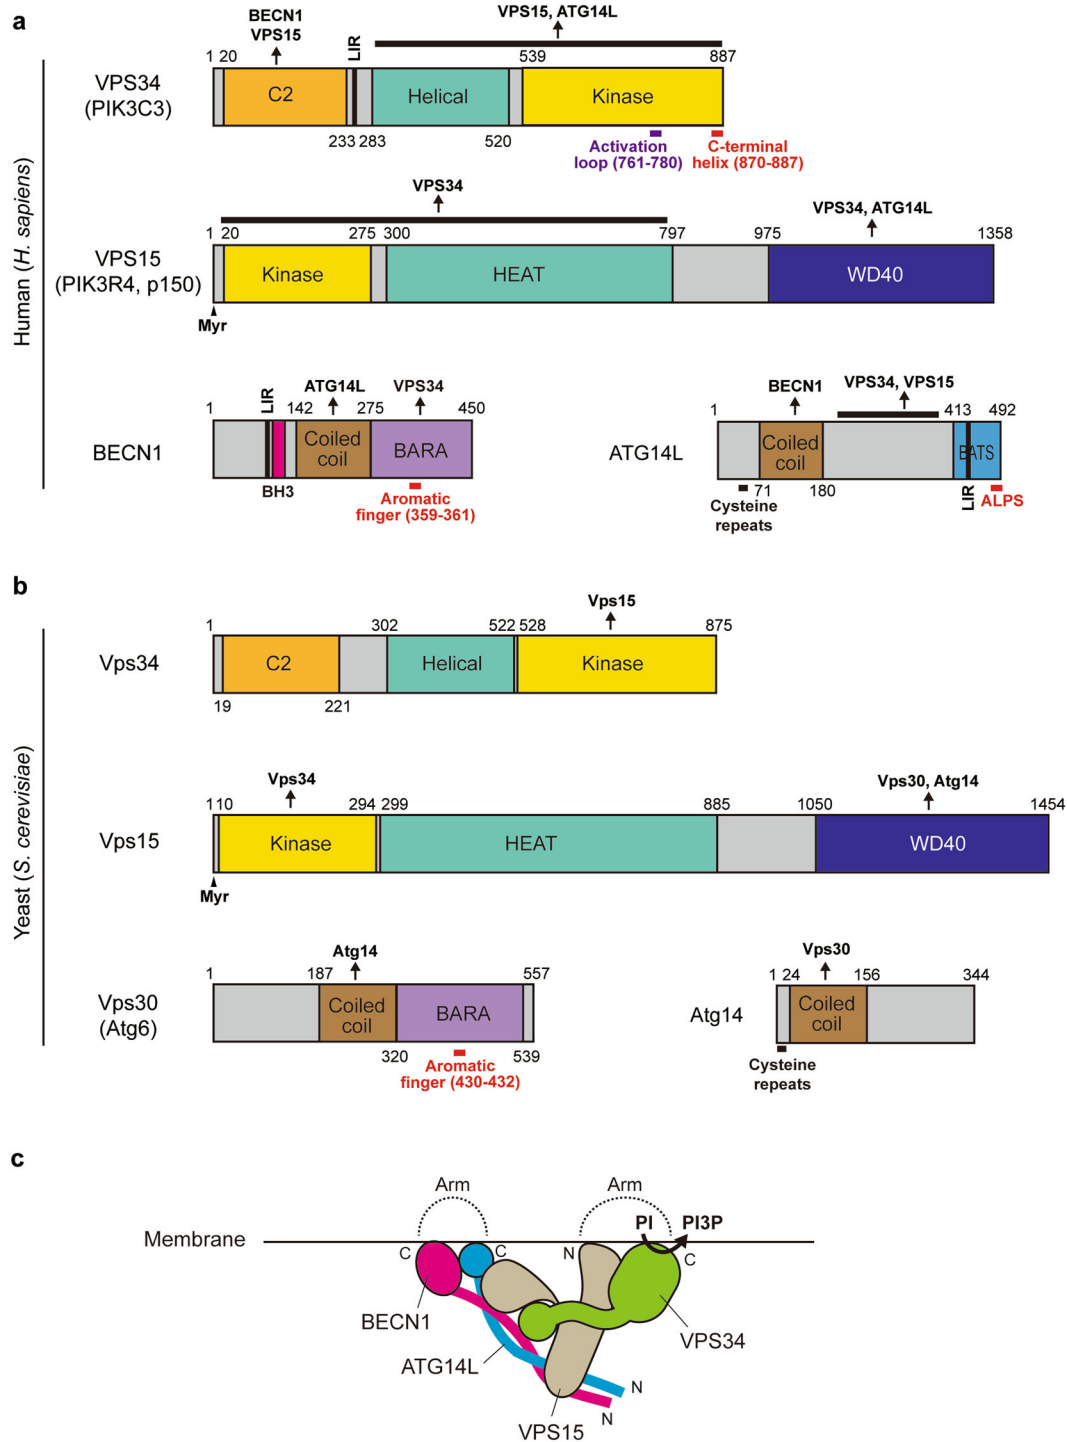 a
BECN1
VPS15
LIR
VPS15, ATG14L
1 20
539
887
VPS34
(PIK3C3)
C2
Helical
Kinase
233 283
520
Activation
loop (761-780)
C-terminal
helix (870-887)
Human (H. sapiens)
VPS34
VPS34, ATG14L
1 20
275 300
797
975
1358
VPS15
(PIK3R4, p150)
Kinase
HEAT
WD40
Myr
LIR
ATG14L
VPS34
1
142
275
450
BECN1
Coiled
coil
BARA
BH3
Aromatic
finger (359-361)
BECN1
VPS34, VPS15
1
413
492
ATG14L
Coiled
coil
BATS
71
180
Cysteine
repeats
LIR
ALPS
b
Vps15
1
302
522 528
875
Vps34
C2
Helical
Kinase
19
221
Yeast (S. cerevisiae)
Vps34
Vps30, Atg14
110
294 299
885
1050
1454
Vps15
Kinase
HEAT
WD40
Myr
Atg14
1
187
557
Vps30
(Atg6)
Coiled
coil
BARA
320
539
Aromatic
finger (430-432)
Vps30
1 24
156
344
Atg14
Coiled
coil
Cysteine
repeats
c
Arm
Arm
PI
PI3P
Membrane
C
C
N
C
BECN1
VPS34
ATG14L
N
N
VPS15